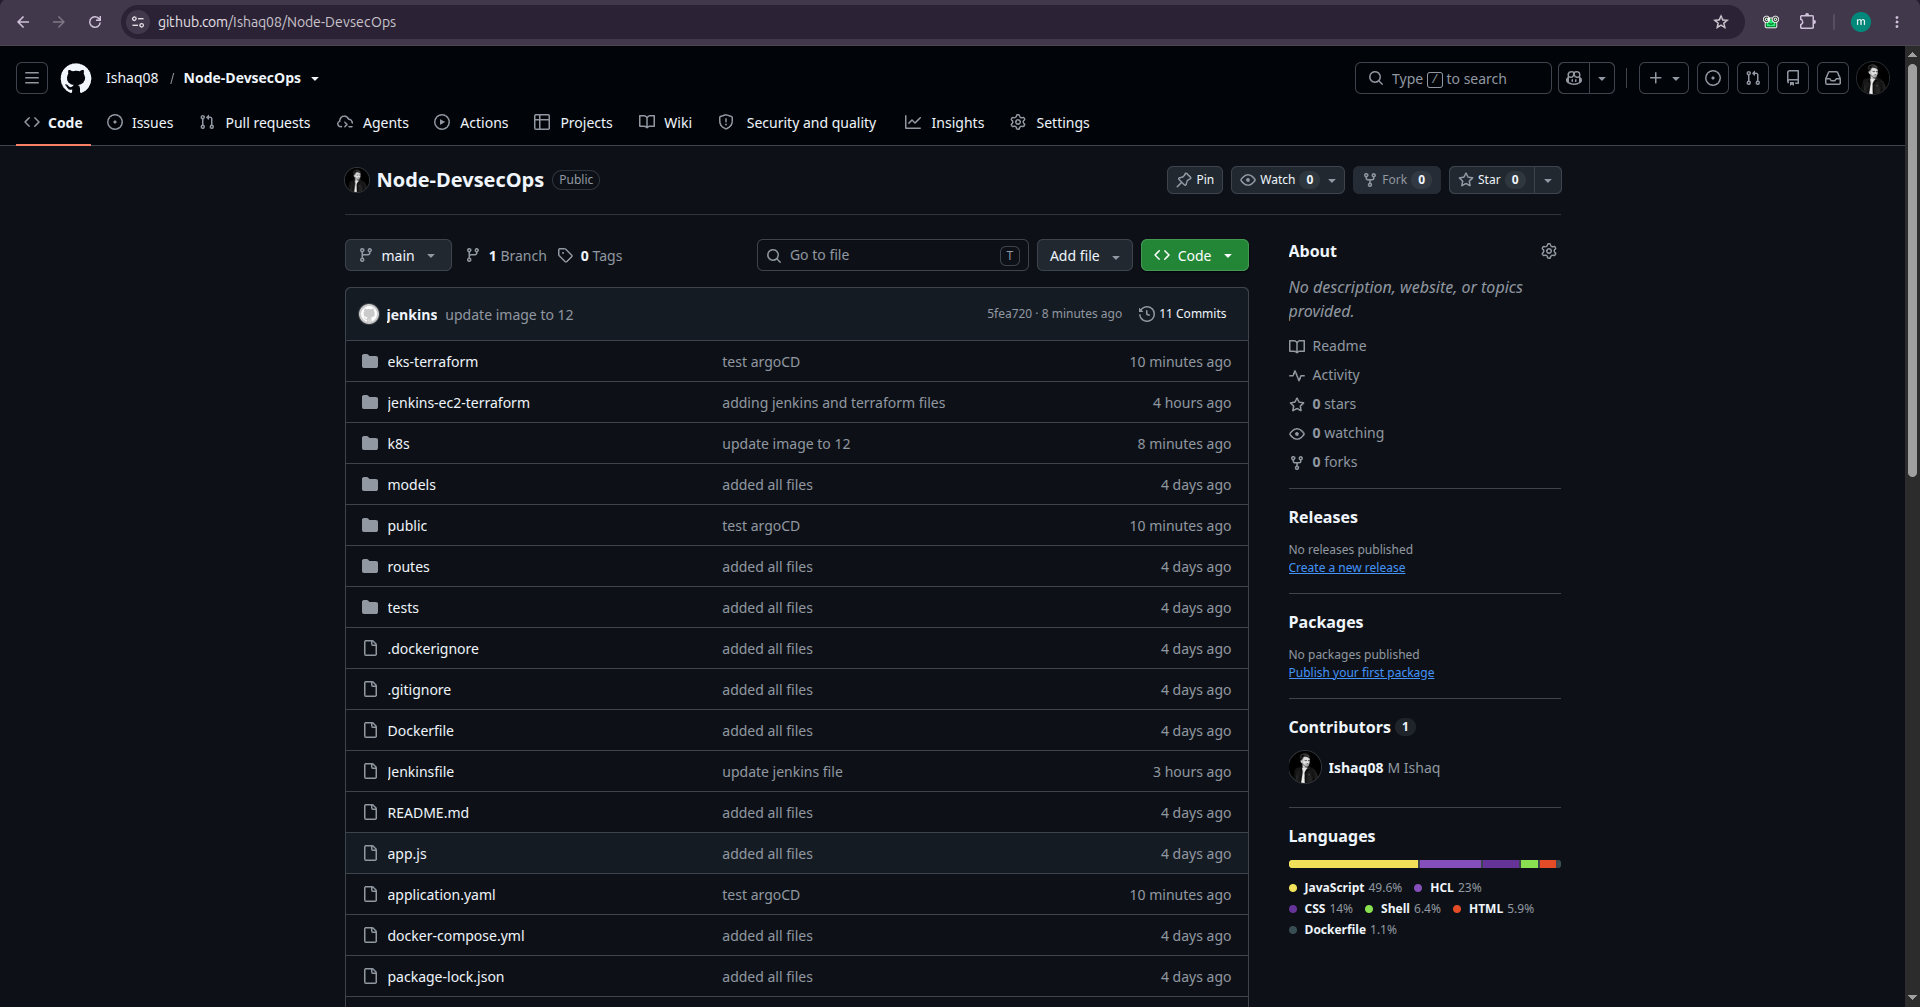 github.com/Ishaq08/Node-DevsecOps
m
Ishaq08 / Node-DevsecOps
Type / to search
Code Issues Pull requests Agents Actions Projects Wiki Security and quality Insights Settings
Node-DevsecOps Public
Pin Watch 0 Fork 0 Star 0
main 1 Branch 0 Tags Go to file T Add file Code
jenkins update image to 12 5fea720 · 8 minutes ago 11 Commits
eks-terraform test argoCD 10 minutes ago
jenkins-ec2-terraform adding jenkins and terraform files 4 hours ago
k8s update image to 12 8 minutes ago
models added all files 4 days ago
public test argoCD 10 minutes ago
routes added all files 4 days ago
tests added all files 4 days ago
.dockerignore added all files 4 days ago
.gitignore added all files 4 days ago
Dockerfile added all files 4 days ago
Jenkinsfile update jenkins file 3 hours ago
README.md added all files 4 days ago
app.js added all files 4 days ago
application.yaml test argoCD 10 minutes ago
docker-compose.yml added all files 4 days ago
package-lock.json added all files 4 days ago
About
No description, website, or topics
provided.
Readme
Activity
0 stars
0 watching
0 forks
Releases
No releases published
Create a new release
Packages
No packages published
Publish your first package
Contributors 1
Ishaq08 M Ishaq
Languages
JavaScript 49.6% HCL 23%
CSS 14% Shell 6.4% HTML 5.9%
Dockerfile 1.1%